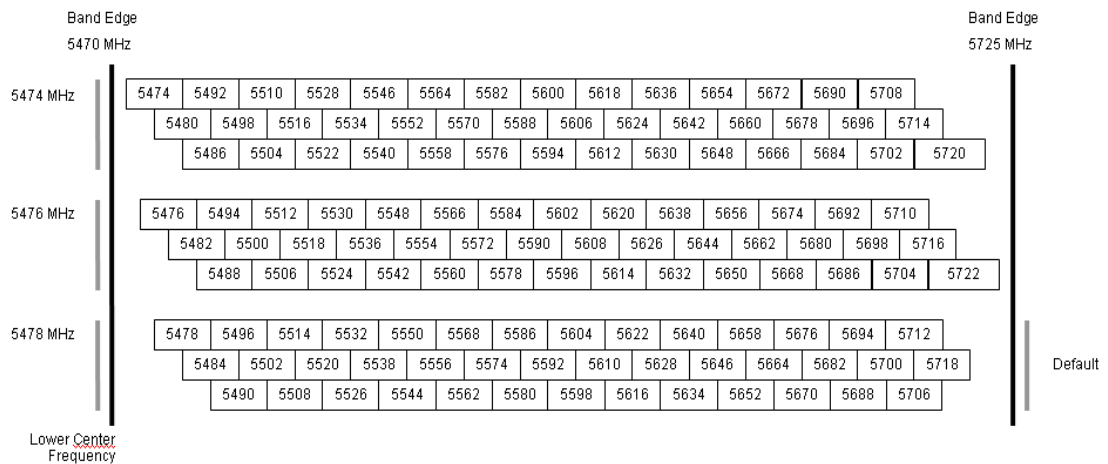 Band Edge
5470 MHz
Band Edge
5725 MHz
5474 MHz
5474 5492 5510 5528 5546 5564 5582 5600 5618 5636 5654 5672 5690 5708
5480 5498 5516 5534 5552 5570 5588 5606 5624 5642 5660 5678 5696 5714
5486 5504 5522 5540 5558 5576 5594 5612 5630 5648 5666 5684 5702 5720
5476 MHz
5476 5494 5512 5530 5548 5566 5584 5602 5620 5638 5656 5674 5692 5710
5482 5500 5518 5536 5554 5572 5590 5608 5626 5644 5662 5680 5698 5716
5488 5506 5524 5542 5560 5578 5596 5614 5632 5650 5668 5686 5704 5722
5478 MHz
5478 5496 5514 5532 5550 5568 5586 5604 5622 5640 5658 5676 5694 5712
5484 5502 5520 5538 5556 5574 5592 5610 5628 5646 5664 5682 5700 5718
Default
5490 5508 5526 5544 5562 5580 5598 5616 5634 5652 5670 5688 5706
Lower Center
Frequency